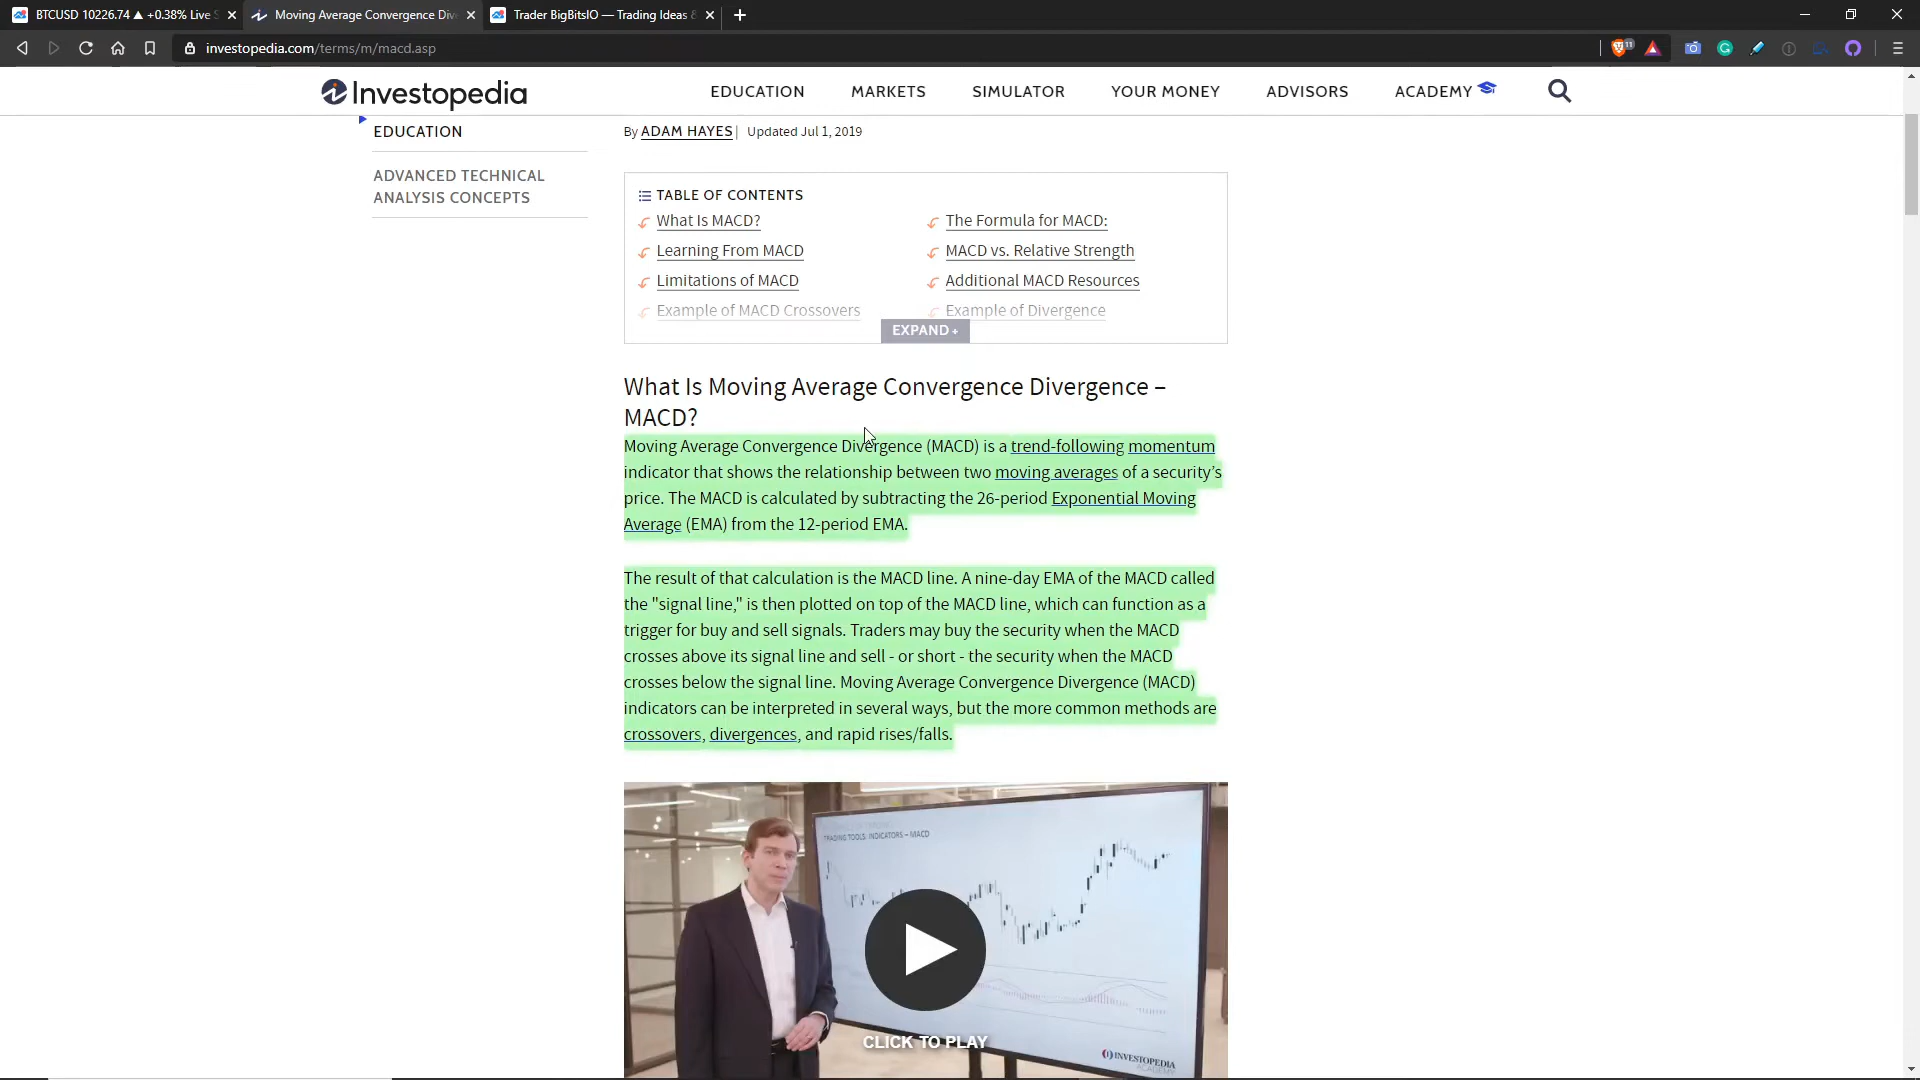 BTCUSD 10226.74 ▲ +0.38% Live S
Moving Average Convergence Dive
Trader BigBitsIO — Trading Ideas &
investopedia.com/terms/m/macd.asp
11
Investopedia
EDUCATION
MARKETS
SIMULATOR
YOUR MONEY
ADVISORS
ACADEMY
EDUCATION
ADVANCED TECHNICAL
ANALYSIS CONCEPTS
By ADAM HAYES | Updated Jul 1, 2019
TABLE OF CONTENTS
What Is MACD?
The Formula for MACD:
Learning From MACD
MACD vs. Relative Strength
Limitations of MACD
Additional MACD Resources
Example of MACD Crossovers
Example of Divergence
EXPAND +
What Is Moving Average Convergence Divergence –
MACD?
Moving Average Convergence Divergence (MACD) is a trend-following momentum
indicator that shows the relationship between two moving averages of a security’s
price. The MACD is calculated by subtracting the 26-period Exponential Moving
Average (EMA) from the 12-period EMA.
The result of that calculation is the MACD line. A nine-day EMA of the MACD called
the "signal line," is then plotted on top of the MACD line, which can function as a
trigger for buy and sell signals. Traders may buy the security when the MACD
crosses above its signal line and sell - or short - the security when the MACD
crosses below the signal line. Moving Average Convergence Divergence (MACD)
indicators can be interpreted in several ways, but the more common methods are
crossovers, divergences, and rapid rises/falls.
TRADING TOOLS: INDICATORS – MACD
CLICK TO PLAY
INVESTOPEDIA
ACADEMY